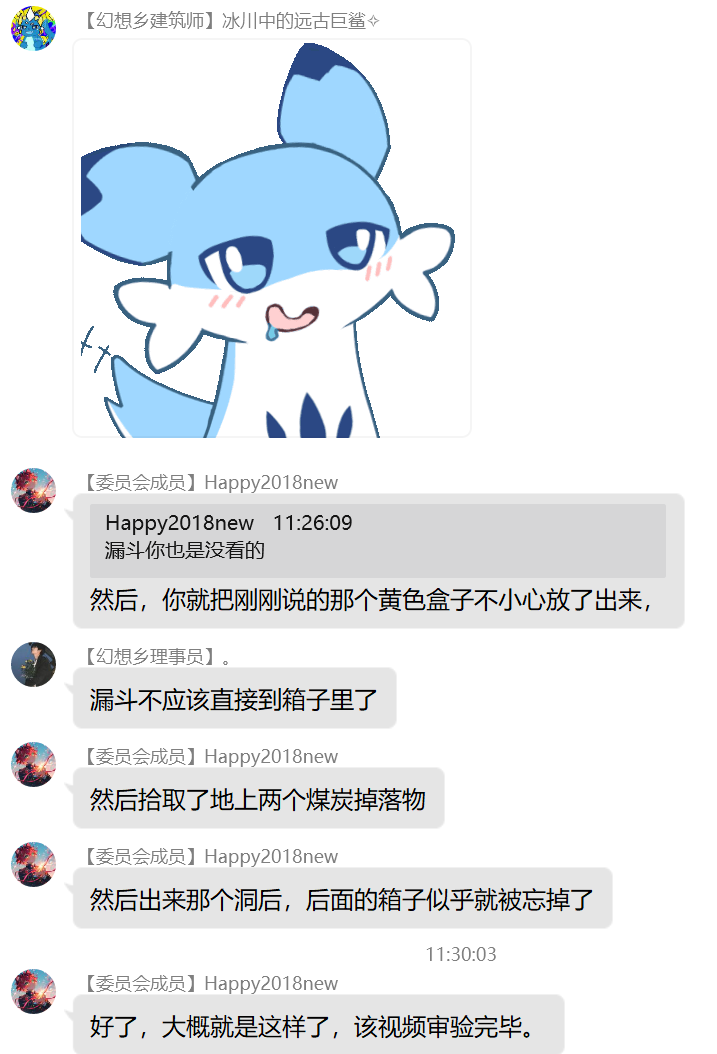 【幻想乡建筑师】冰川中的远古巨鲨✧
【委员会成员】Happy2018new
Happy2018new 11:26:09
漏斗你也是没看的
然后，你就把刚刚说的那个黄色盒子不小心放了出来，
【幻想乡理事员】。
漏斗不应该直接到箱子里了
【委员会成员】Happy2018new
然后拾取了地上两个煤炭掉落物
【委员会成员】Happy2018new
然后出来那个洞后，后面的箱子似乎就被忘掉了
11:30:03
【委员会成员】Happy2018new
好了，大概就是这样了，该视频审验完毕。